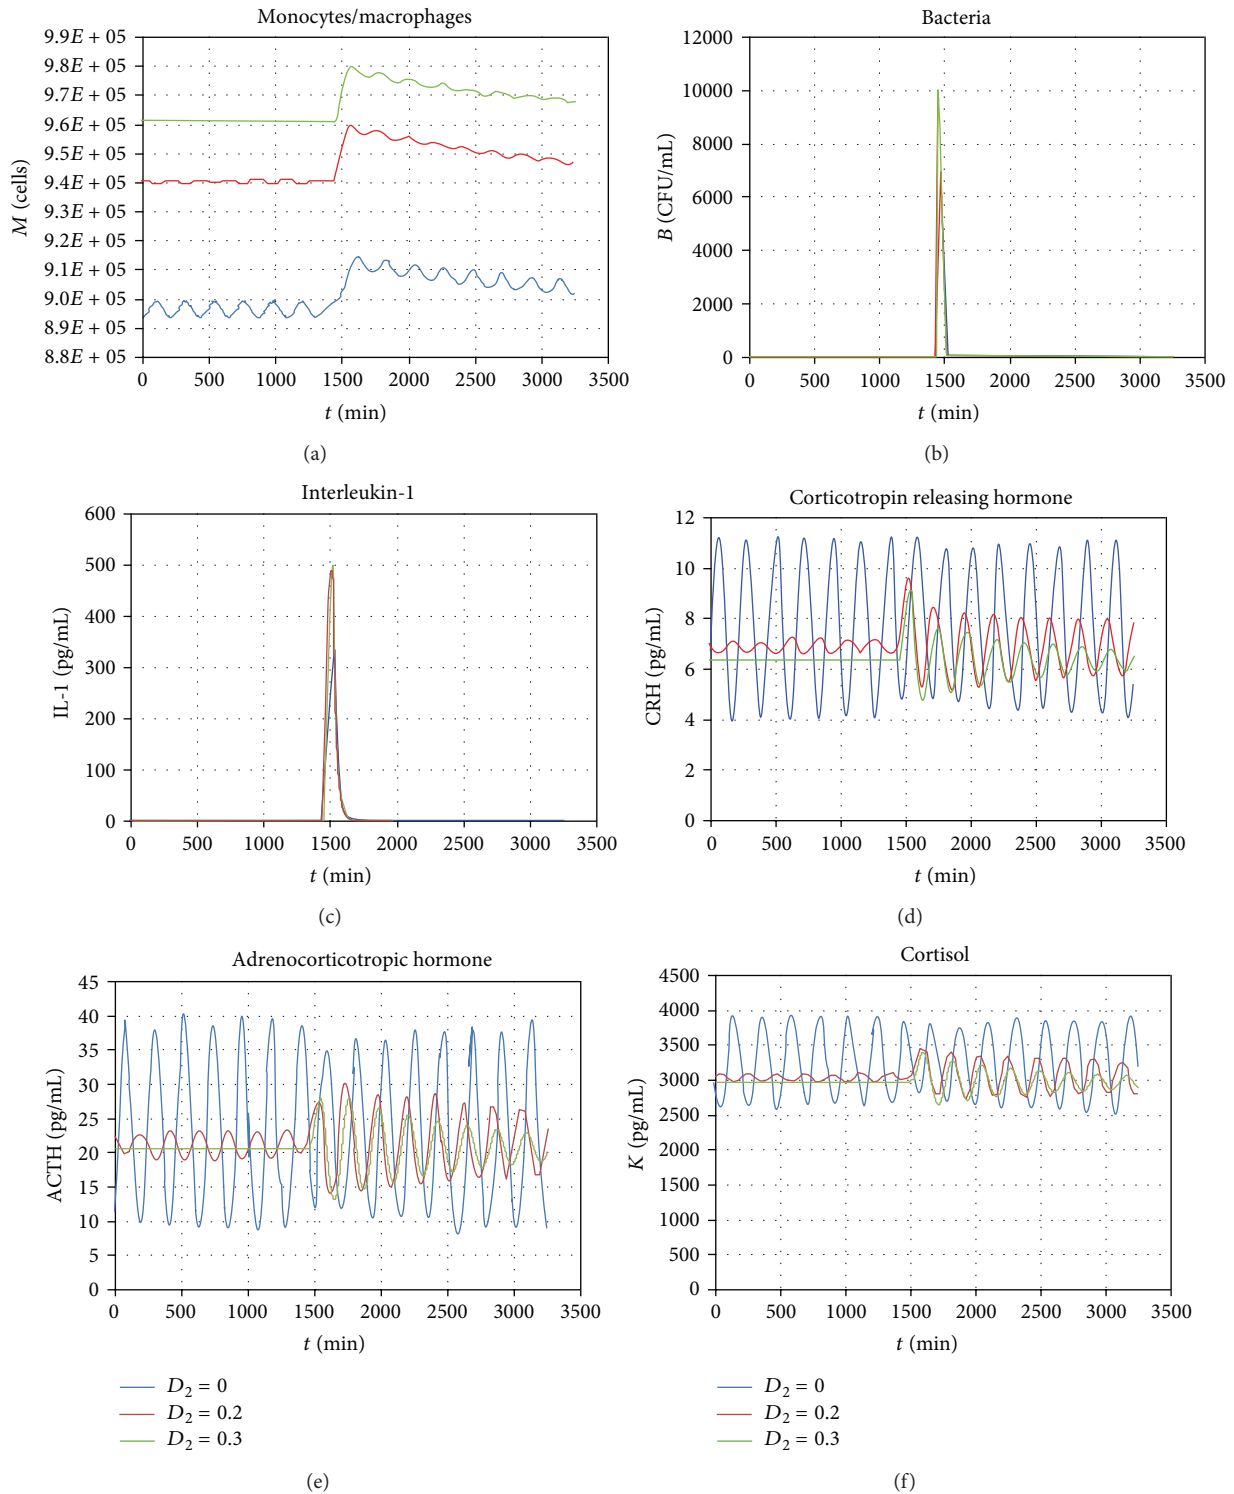 Monocytes/macrophages
9.9E + 05
9.8E + 05
9.7E + 05
9.6E + 05
9.5E + 05
9.4E + 05
9.3E + 05
9.2E + 05
9.1E + 05
9.0E + 05
8.9E + 05
8.8E + 05
M (cells)
0 500 1000 1500 2000 2500 3000 3500
t (min)
(a)
Bacteria
12000
10000
8000
6000
4000
2000
0
B (CFU/mL)
0 500 1000 1500 2000 2500 3000 3500
t (min)
(b)
Interleukin-1
600
500
400
300
200
100
0
IL-1 (pg/mL)
0 500 1000 1500 2000 2500 3000 3500
t (min)
(c)
Corticotropin releasing hormone
12
10
8
6
4
2
0
CRH (pg/mL)
0 500 1000 1500 2000 2500 3000 3500
t (min)
(d)
Adrenocorticotropic hormone
45
40
35
30
25
20
15
10
5
0
ACTH (pg/mL)
0 500 1000 1500 2000 2500 3000 3500
t (min)
D₂ = 0
D₂ = 0.2
D₂ = 0.3
(e)
Cortisol
4500
4000
3500
3000
2500
2000
1500
1000
500
0
K (pg/mL)
0 500 1000 1500 2000 2500 3000 3500
t (min)
D₂ = 0
D₂ = 0.2
D₂ = 0.3
(f)